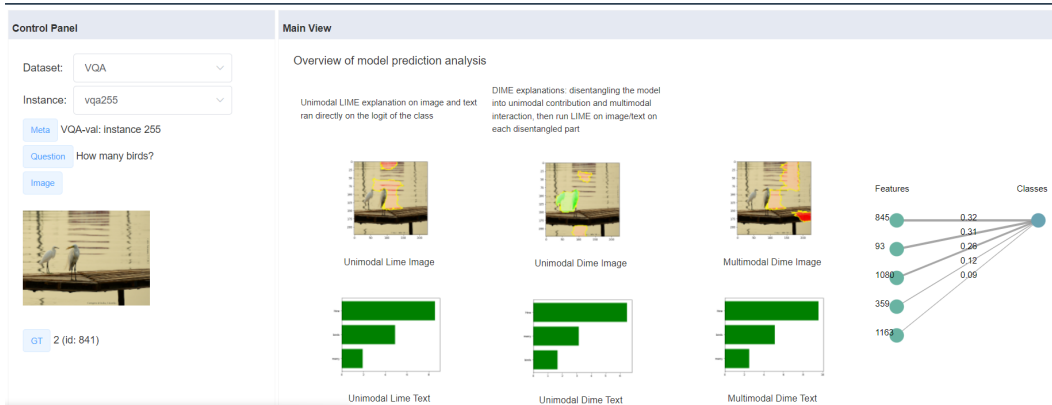 Control Panel
Main View
Dataset: VQA
Instance: vqa255
Meta VQA-val: instance 255
Question How many birds?
Image
GT 2 (id: 841)
Overview of model prediction analysis
Unimodal LIME explanation on image and text
ran directly on the logit of the class
DIME explanations: disentangling the model
into unimodal contribution and multimodal
interaction, then run LIME on image/text on
each disentangled part
Unimodal Lime Image
Unimodal Dime Image
Multimodal Dime Image
Unimodal Lime Text
Unimodal Dime Text
Multimodal Dime Text
Features
Classes
845
93
1080
359
1163
0.32
0.31
0.26
0.12
0.09